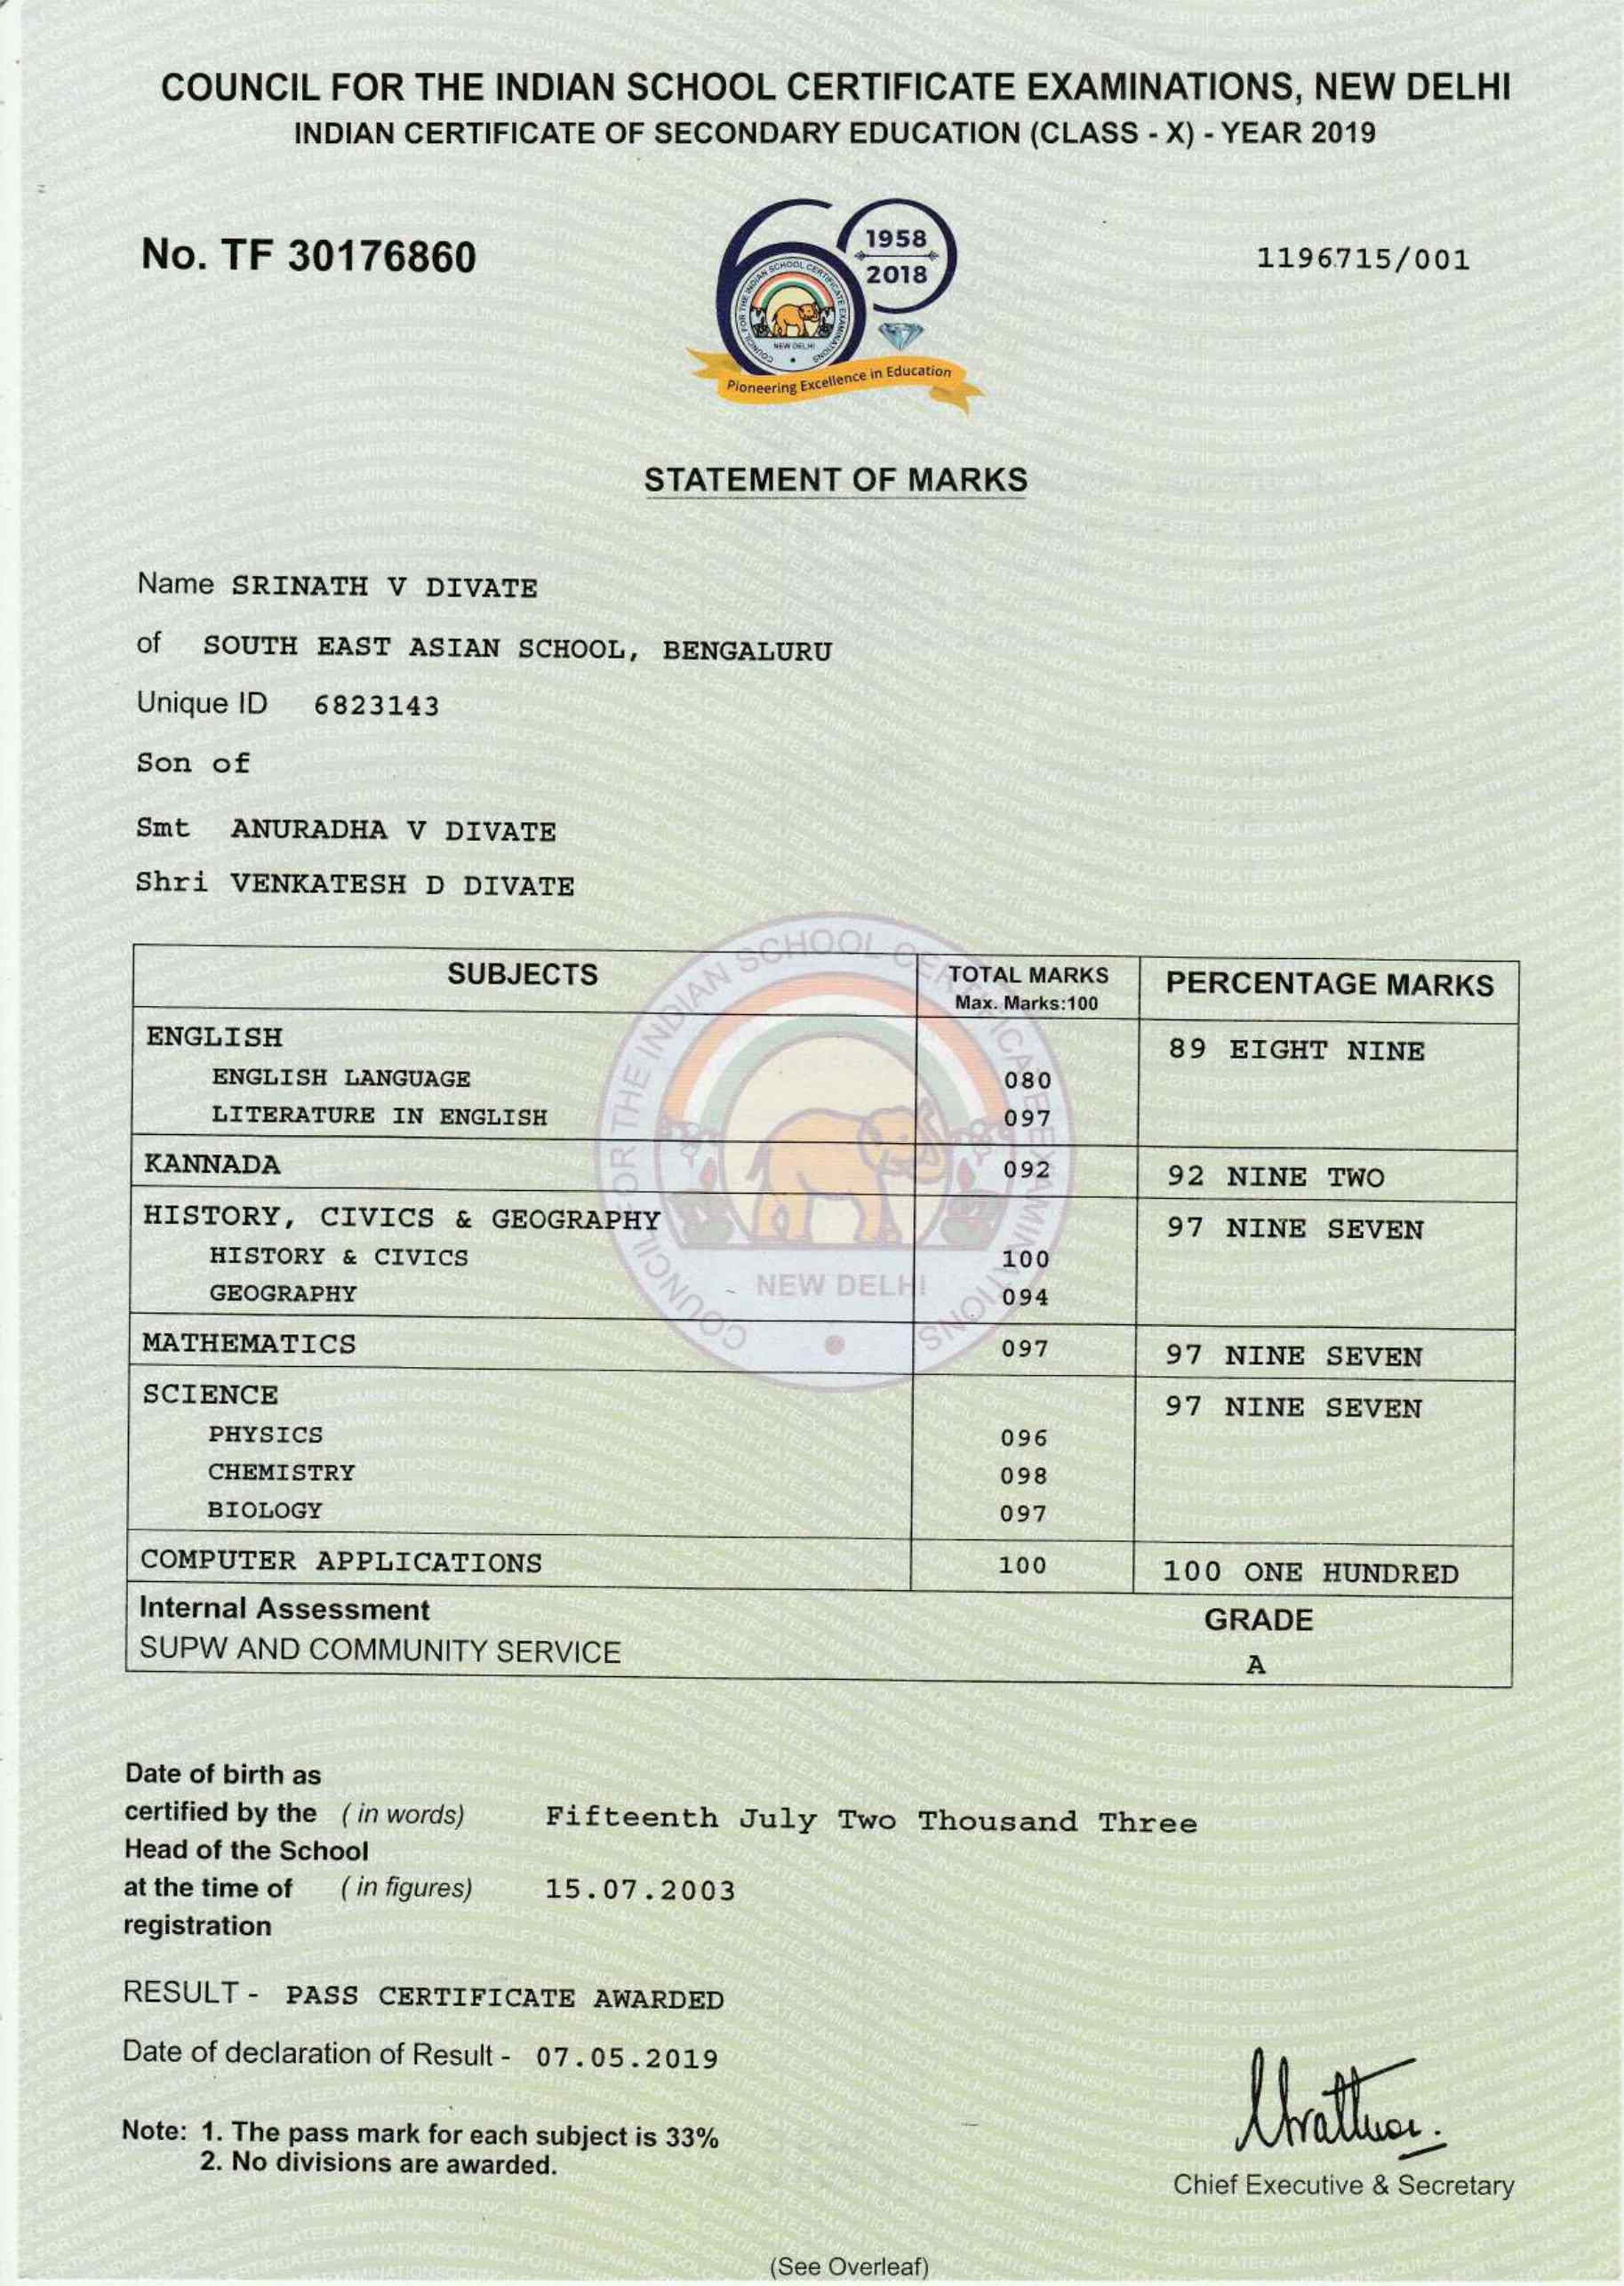 COUNCIL FOR THE INDIAN SCHOOL CERTIFICATE EXAMINATIONS, NEW DELHI
INDIAN CERTIFICATE OF SECONDARY EDUCATION (CLASS - X) - YEAR 2019
No. TF 30176860
1958
2018
COUNCIL FOR THE INDIAN SCHOOL CERTIFICATE EXAMINATIONS
NEW DELHI
Pioneering Excellence in Education
1196715/001
STATEMENT OF MARKS
Name SRINATH V DIVATE
of SOUTH EAST ASIAN SCHOOL, BENGALURU
Unique ID 6823143
Son of
Smt ANURADHA V DIVATE
Shri VENKATESH D DIVATE
COUNCIL FOR THE INDIAN SCHOOL CERTIFICATE EXAMINATIONS
NEW DELHI
SUBJECTS TOTAL MARKS PERCENTAGE MARKS
Max. Marks:100
ENGLISH 89 EIGHT NINE
ENGLISH LANGUAGE 080
LITERATURE IN ENGLISH 097
KANNADA 092 92 NINE TWO
HISTORY, CIVICS & GEOGRAPHY 97 NINE SEVEN
HISTORY & CIVICS 100
GEOGRAPHY 094
MATHEMATICS 097 97 NINE SEVEN
SCIENCE 97 NINE SEVEN
PHYSICS 096
CHEMISTRY 098
BIOLOGY 097
COMPUTER APPLICATIONS 100 100 ONE HUNDRED
Internal Assessment GRADE
SUPW AND COMMUNITY SERVICE A
Date of birth as
certified by the (in words) Fifteenth July Two Thousand Three
Head of the School
at the time of (in figures) 15.07.2003
registration
RESULT - PASS CERTIFICATE AWARDED
Date of declaration of Result - 07.05.2019
Note: 1. The pass mark for each subject is 33%
2. No divisions are awarded.
Chief Executive & Secretary
(See Overleaf)